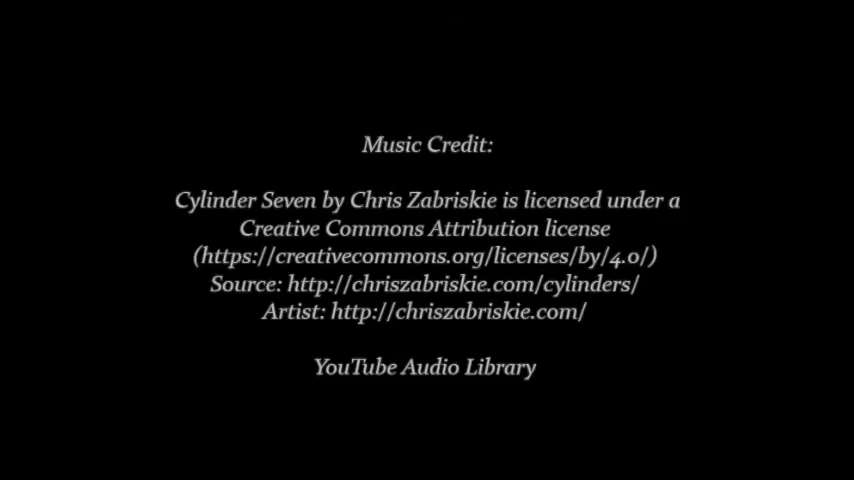 Music Credit:
Cylinder Seven by Chris Zabriskie is licensed under a
Creative Commons Attribution license
(https://creativecommons.org/licenses/by/4.0/)
Source: http://chriszabriskie.com/cylinders/
Artist: http://chriszabriskie.com/
YouTube Audio Library